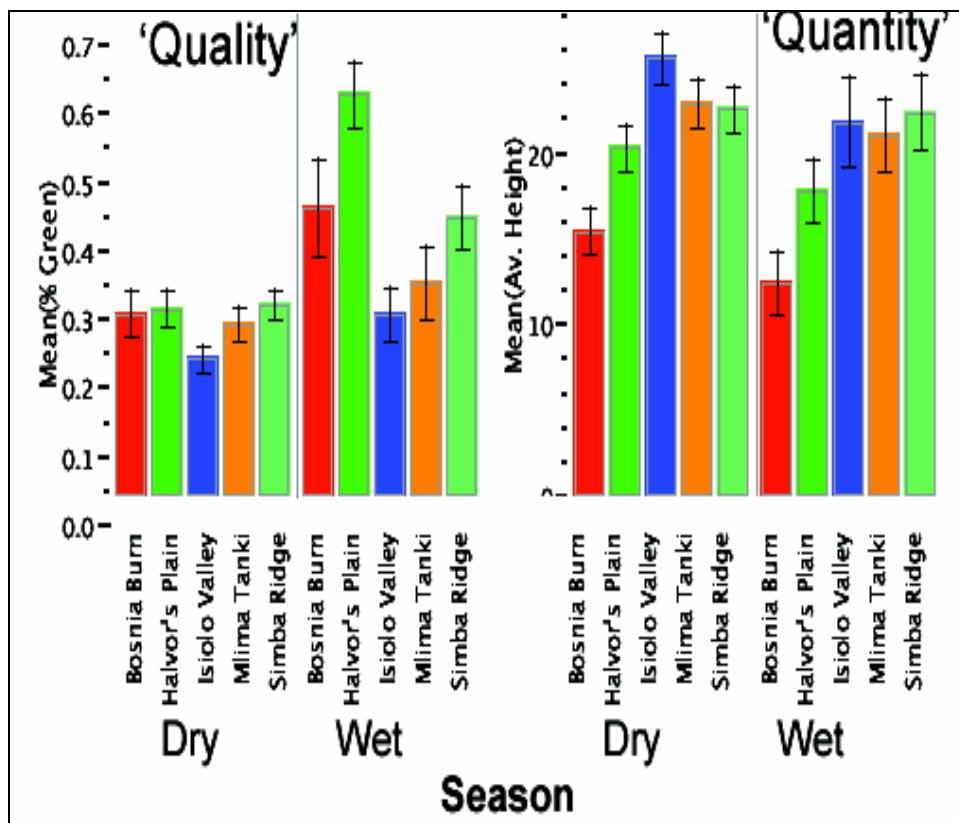 ‘Quality’
‘Quantity’
Mean(% Green)
0.7
0.6
0.5
0.4
0.3
0.2
0.1
0.0
Mean(Av. Height)
20
10
0
Bosnia Burn
Halvor's Plain
Isiolo Valley
Mlima Tanki
Simba Ridge
Bosnia Burn
Halvor's Plain
Isiolo Valley
Mlima Tanki
Simba Ridge
Bosnia Burn
Halvor's Plain
Isiolo Valley
Mlima Tanki
Simba Ridge
Bosnia Burn
Halvor's Plain
Isiolo Valley
Mlima Tanki
Simba Ridge
Dry
Wet
Dry
Wet
Season